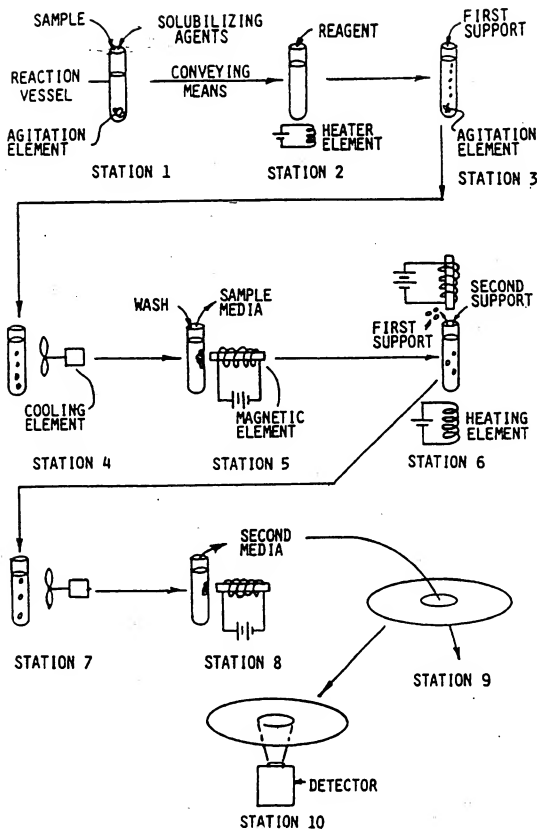 SAMPLE
SOLUBILIZING
AGENTS
REAGENT
FIRST
SUPPORT
REACTION
VESSEL
CONVEYING
MEANS
AGITATION
ELEMENT
HEATER
ELEMENT
AGITATION
ELEMENT
STATION 1
STATION 2
STATION 3
WASH
SAMPLE
MEDIA
SECOND
SUPPORT
FIRST
SUPPORT
COOLING
ELEMENT
MAGNETIC
ELEMENT
HEATING
ELEMENT
STATION 4
STATION 5
STATION 6
SECOND
MEDIA
STATION 7
STATION 8
STATION 9
DETECTOR
STATION 10